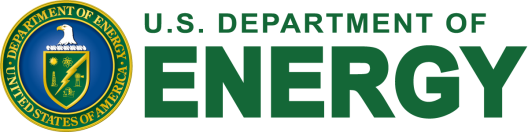 DEPARTMENT OF ENERGY
UNITED STATES OF AMERICA
U.S. DEPARTMENT OF
ENERGY